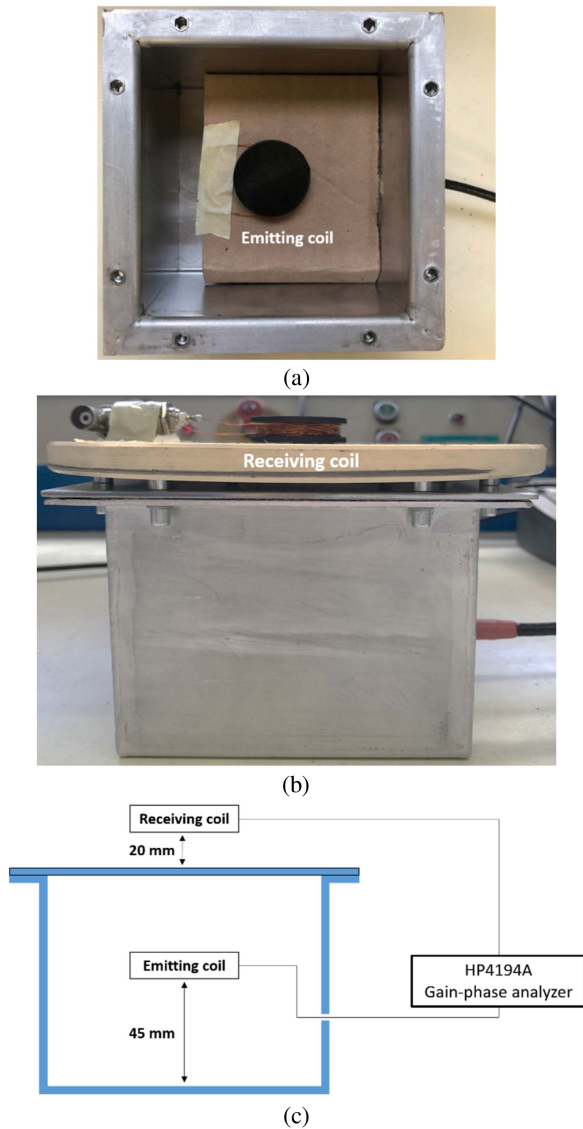 Emitting coil
(a)
Receiving coil
(b)
Receiving coil
20 mm
Emitting coil
HP4194A
Gain-phase analyzer
45 mm
(c)